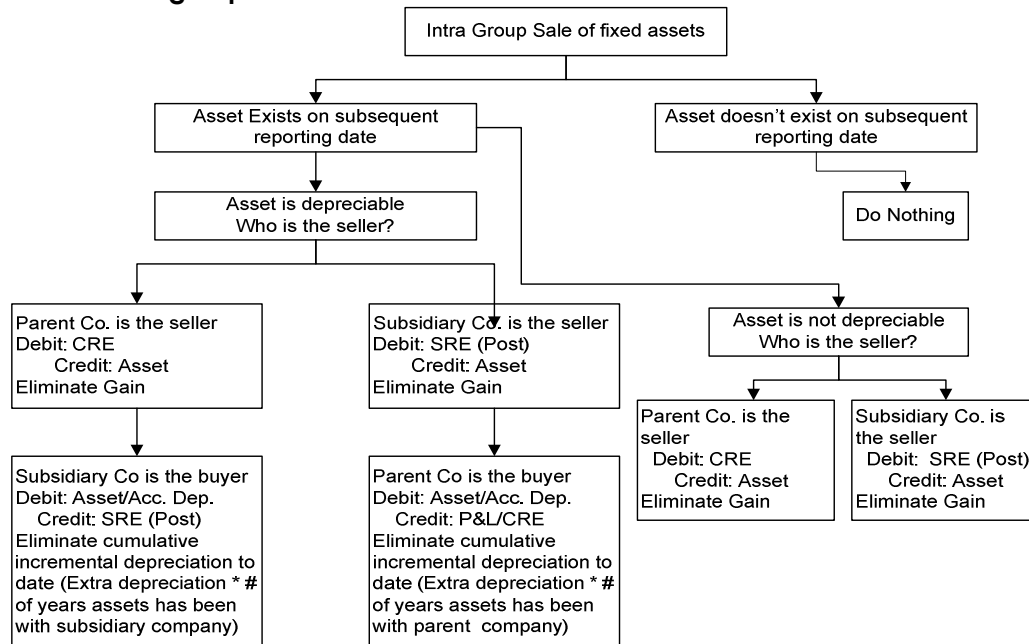 Intra Group Sale of fixed assets
Asset Exists on subsequent
reporting date
Asset doesn't exist on subsequent
reporting date
Do Nothing
Asset is depreciable
Who is the seller?
Parent Co. is the seller
Debit: CRE
Credit: Asset
Eliminate Gain
Subsidiary Co. is the seller
Debit: SRE (Post)
Credit: Asset
Eliminate Gain
Asset is not depreciable
Who is the seller?
Parent Co. is the
seller
Debit: CRE
Credit: Asset
Eliminate Gain
Subsidiary Co. is
the seller
Debit: SRE (Post)
Credit: Asset
Eliminate Gain
Subsidiary Co is the buyer
Debit: Asset/Acc. Dep.
Credit: SRE (Post)
Eliminate cumulative
incremental depreciation to
date (Extra depreciation * #
of years assets has been
with subsidiary company)
Parent Co is the buyer
Debit: Asset/Acc. Dep.
Credit: P&L/CRE
Eliminate cumulative
incremental depreciation to
date (Extra depreciation * #
of years assets has been
with parent company)